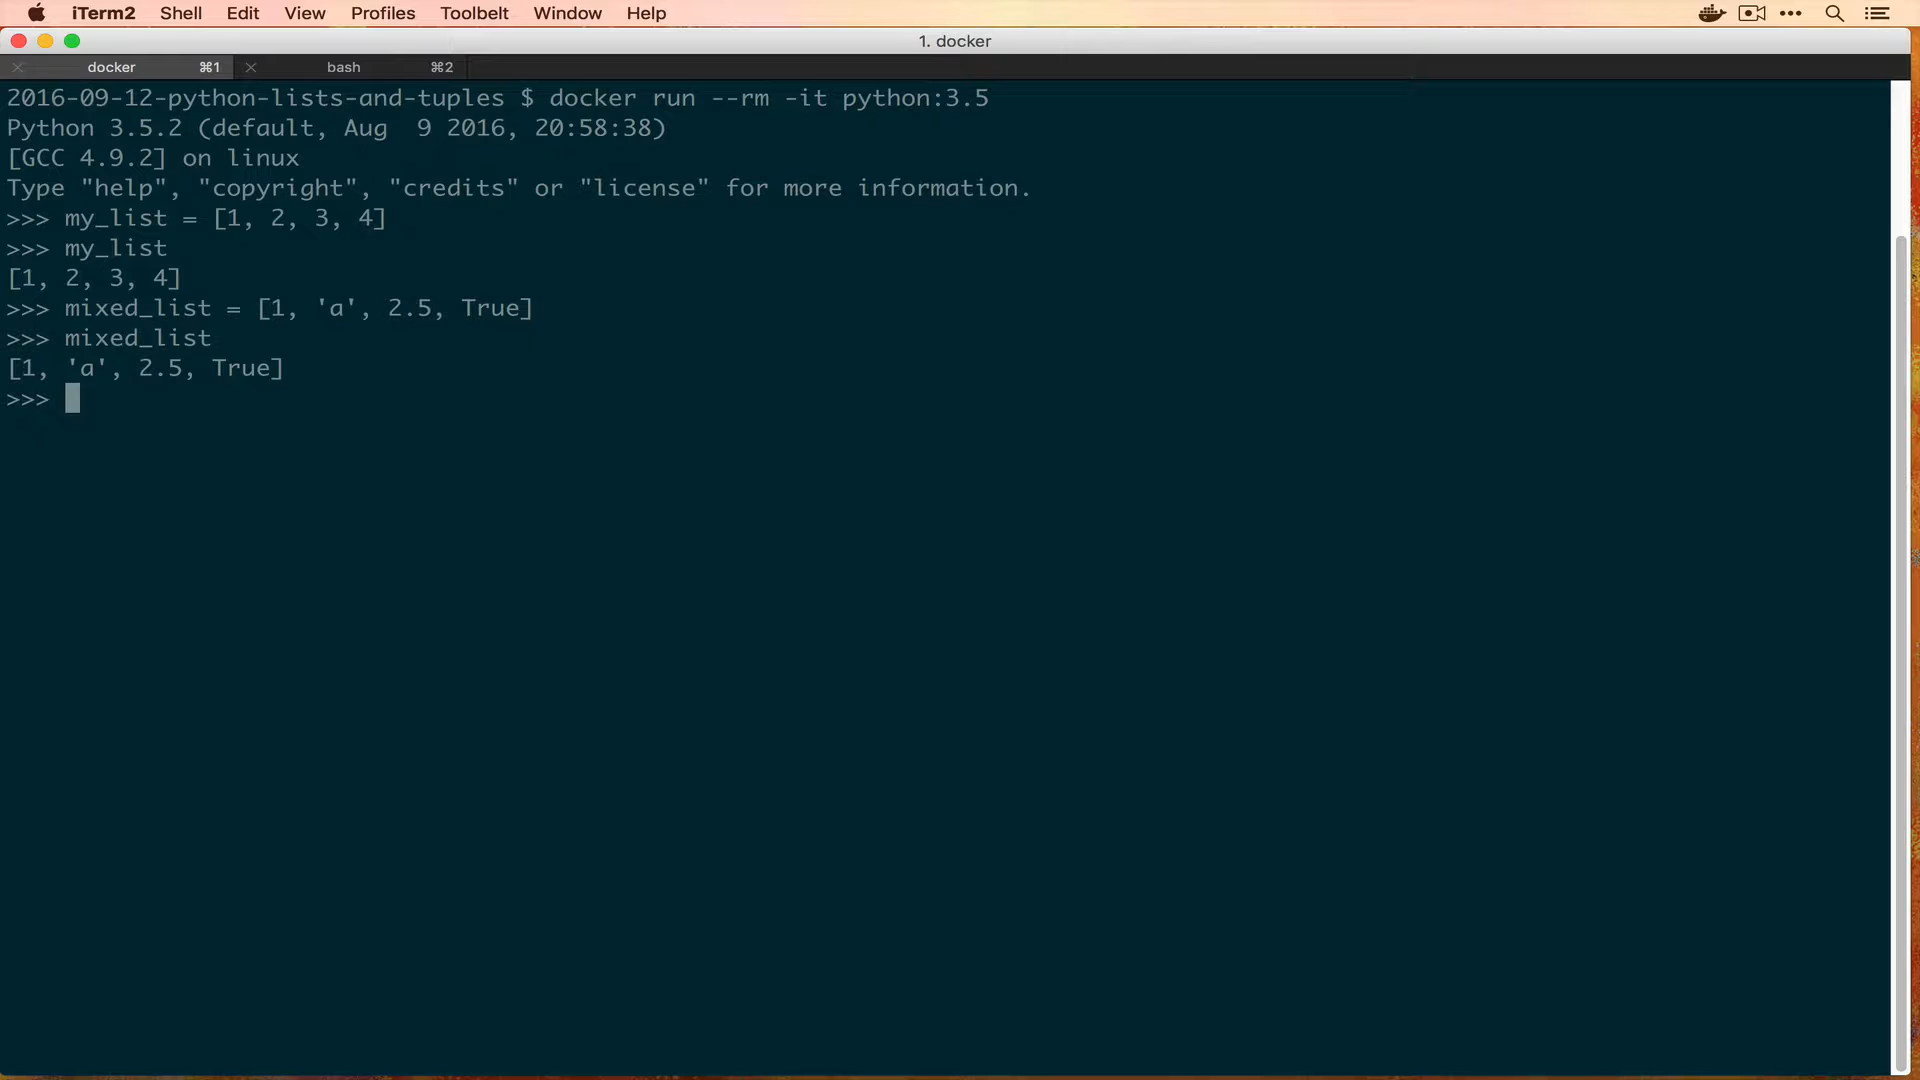 iTerm2 Shell Edit View Profiles Toolbelt Window Help
1. docker
docker ⌘1 bash ⌘2
2016-09-12-python-lists-and-tuples $ docker run --rm -it python:3.5
Python 3.5.2 (default, Aug  9 2016, 20:58:38)
[GCC 4.9.2] on linux
Type "help", "copyright", "credits" or "license" for more information.
>>> my_list = [1, 2, 3, 4]
>>> my_list
[1, 2, 3, 4]
>>> mixed_list = [1, 'a', 2.5, True]
>>> mixed_list
[1, 'a', 2.5, True]
>>>